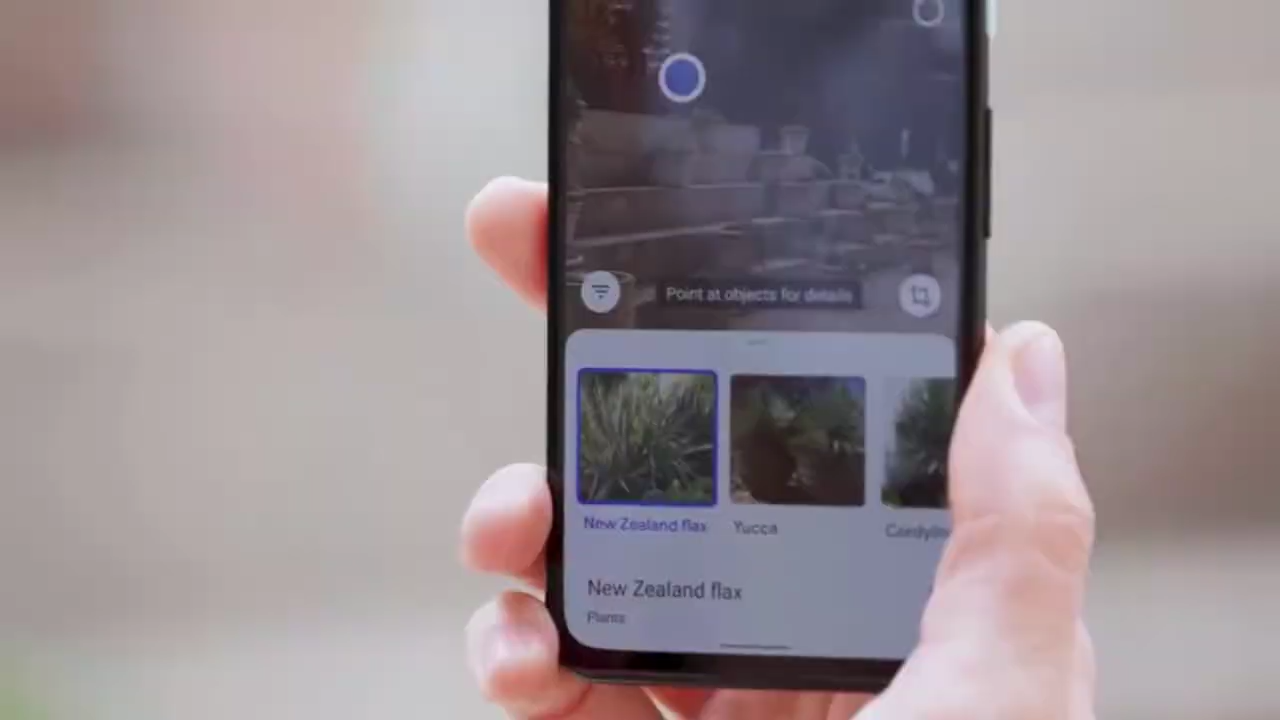 Point at objects for details
New Zealand flax
Yucca
New Zealand flax
Plants